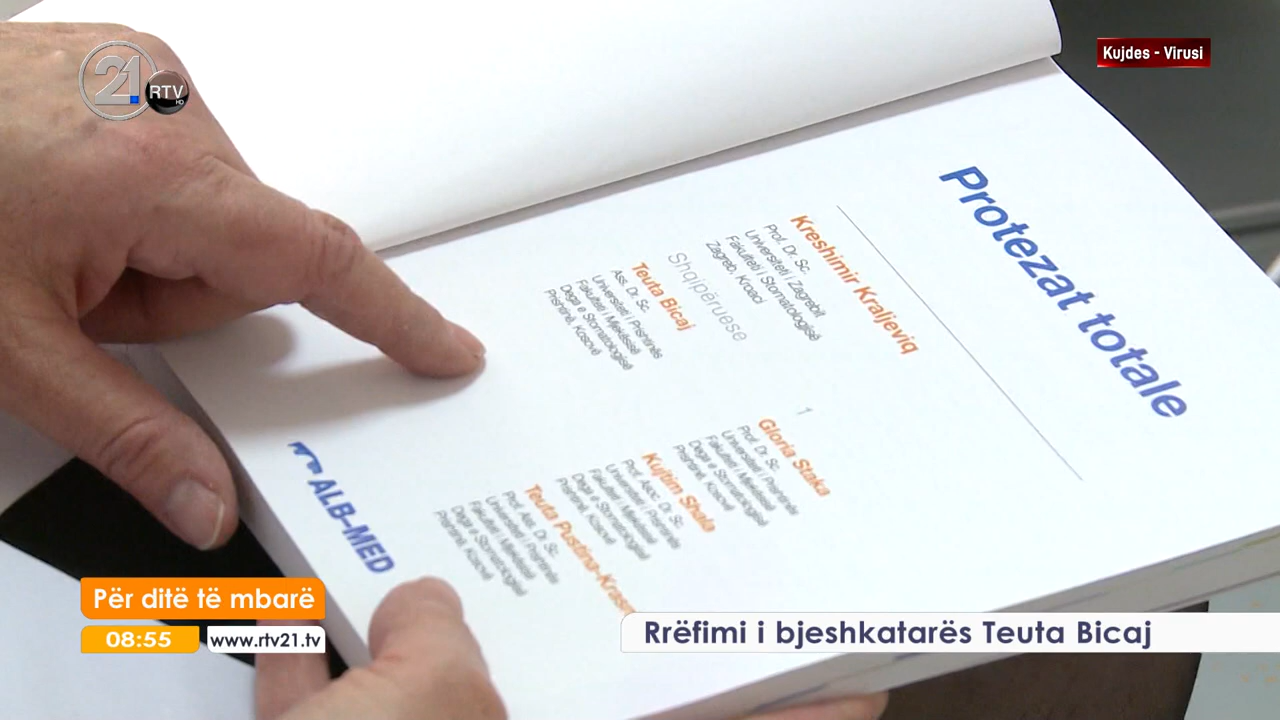 21
RTV
HD
Kujdes - Virusi
Protezat totale
Kreshimir Kraljeviq
Prof. Dr. Sc.
Universiteti i Zagrebit
Fakulteti i Stomatologjisë
Zagreb, Kroaci
Shqipëruese
Teuta Bicaj
Ass. Dr. Sc.
Universiteti i Prishtinës
Fakulteti i Mjekësisë
Dega e Stomatologjisë
Prishtinë, Kosovë
1
Gloria Staka
Prof. Dr. Sc.
Universiteti i Prishtinës
Fakulteti i Mjekësisë
Dega e Stomatologjisë
Prishtinë, Kosovë
Kujtim Shala
Prof. Asoc. Dr. Sc.
Universiteti i Prishtinës
Fakulteti i Mjekësisë
Dega e Stomatologjisë
Prishtinë, Kosovë
Teuta Pustina-Krasniqi
Prof. Ass. Dr. Sc.
Universiteti i Prishtinës
Fakulteti i Mjekësisë
Dega e Stomatologjisë
Prishtinë, Kosovë
ALB-MED
Për ditë të mbarë
08:55
www.rtv21.tv
Rrëfimi i bjeshkatarës Teuta Bicaj